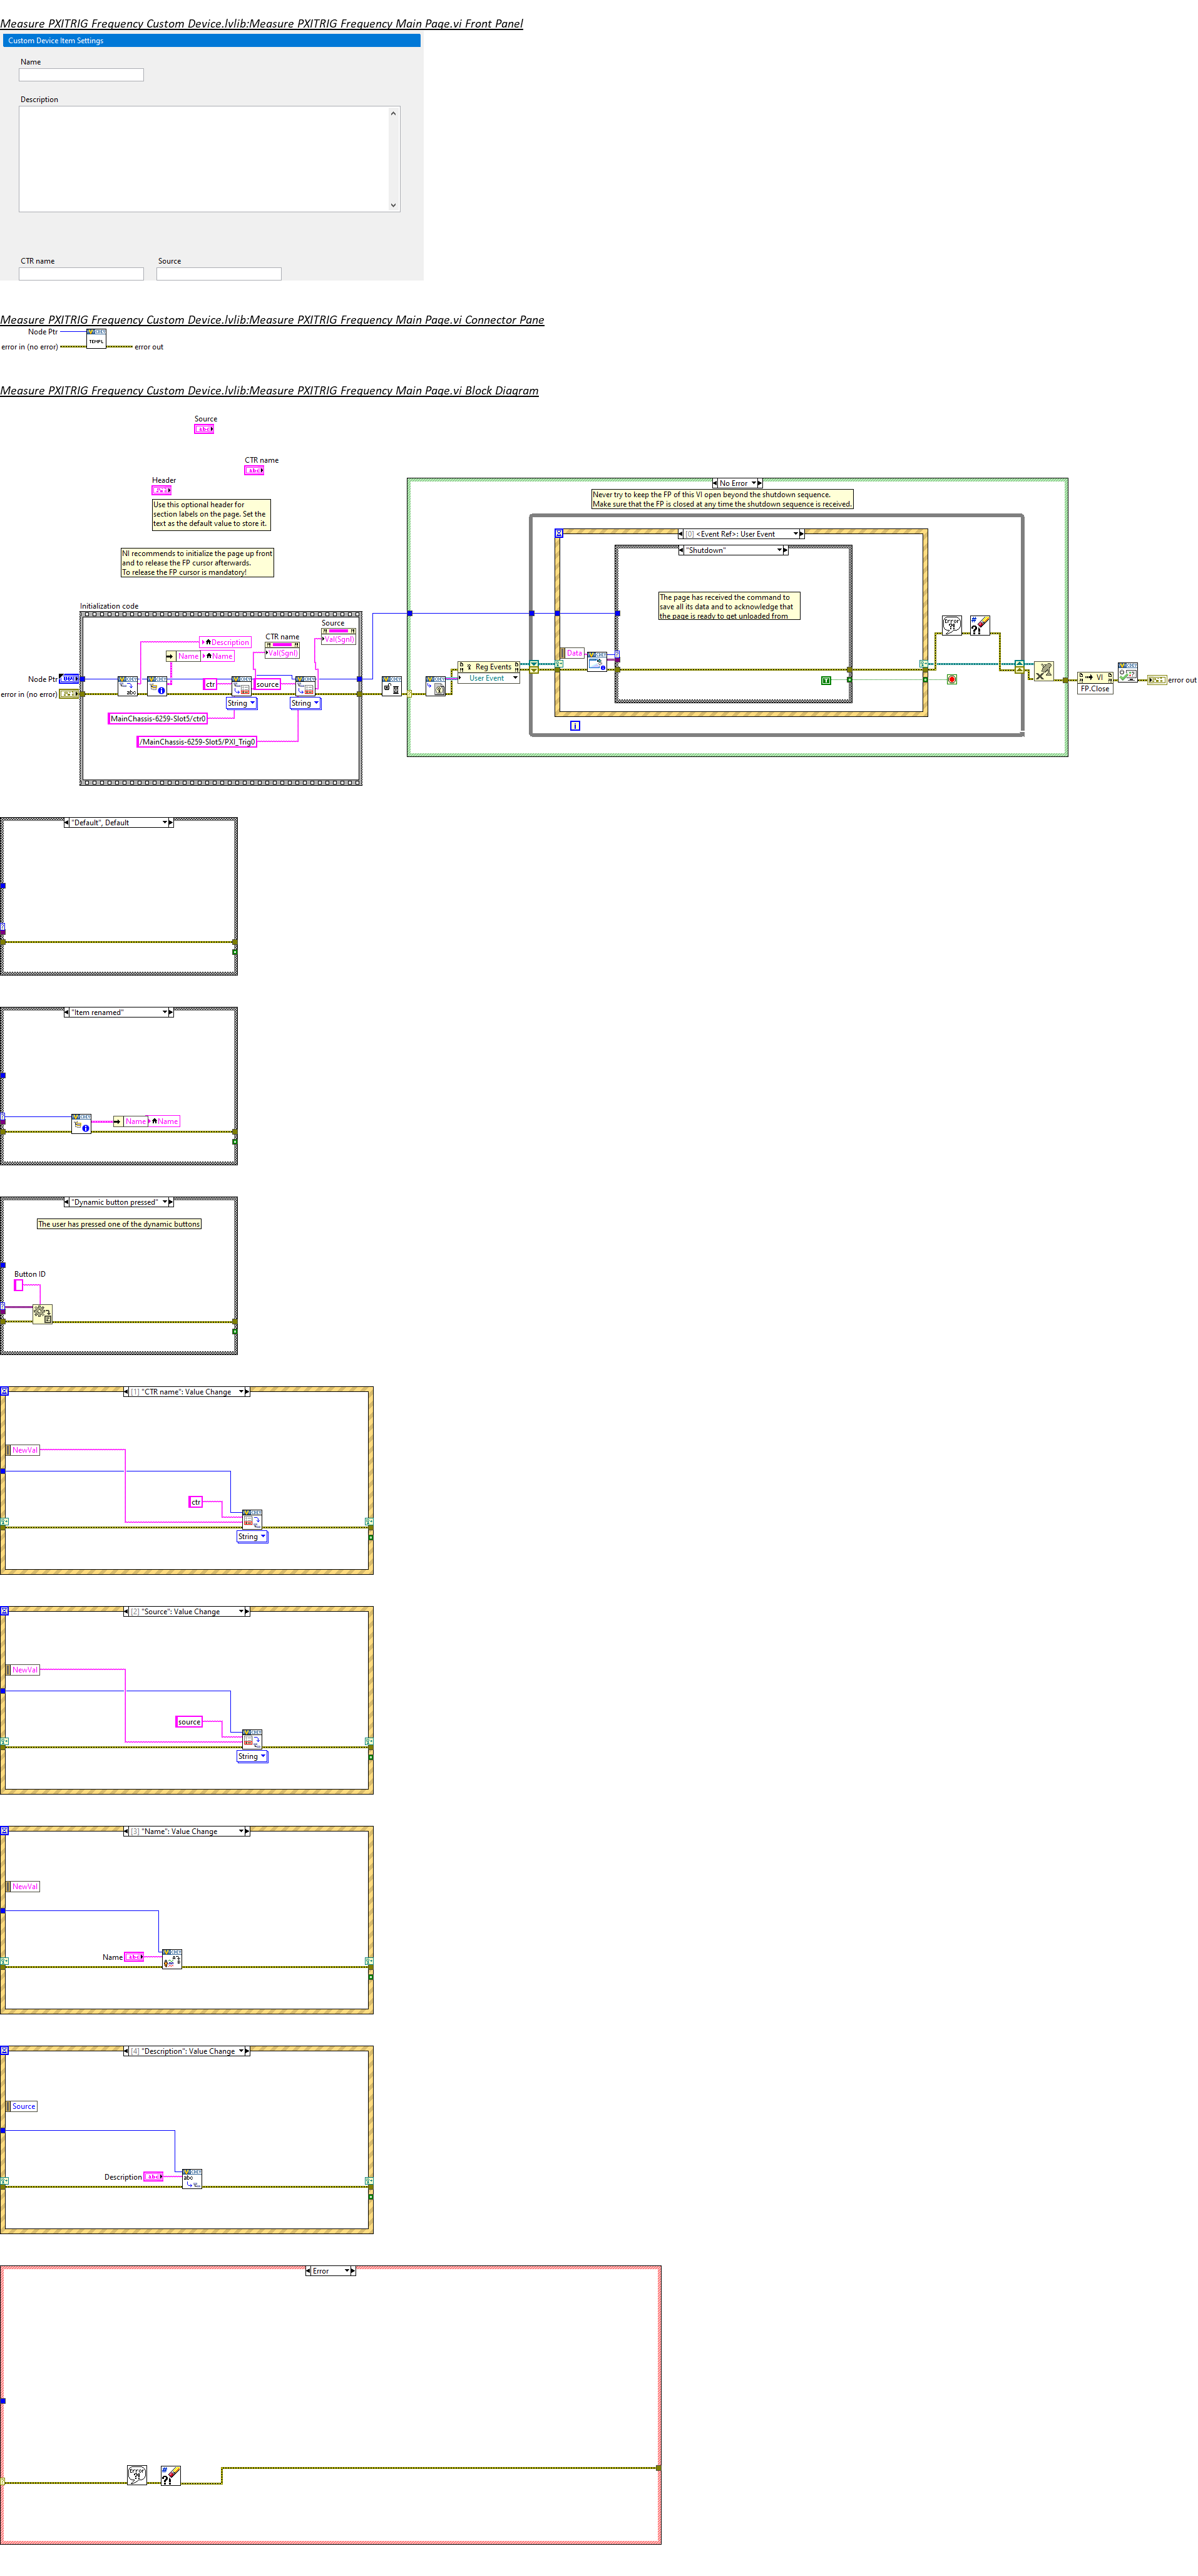 Measure PXITRIG Frequency Custom Device.lvlib:Measure PXITRIG Frequency Main Page.vi Front Panel
Custom Device Item Settings
Name
Description
CTR name
Source
Measure PXITRIG Frequency Custom Device.lvlib:Measure PXITRIG Frequency Main Page.vi Connector Pane
Node Ptr
TEMPL
error in (no error)
error out
Measure PXITRIG Frequency Custom Device.lvlib:Measure PXITRIG Frequency Main Page.vi Block Diagram
Source
abc
CTR name
abc
Header
Use this optional header for
section labels on the page. Set the
text as the default value to store it.
No Error
Never try to keep the FP of this VI open beyond the shutdown sequence.
Make sure that the FP is closed at any time the shutdown sequence is received.
[0] <Event Ref>: User Event
"Shutdown"
NI recommends to initialize the page up front
and to release the FP cursor afterwards.
To release the FP cursor is mandatory!
The page has received the command to
save all its data and to acknowledge that
the page is ready to get unloaded from
Initialization code
Source
Val(Sgnl)
CTR name
Val(Sgnl)
Description
Name
Name
Data
Reg Events
User Event
Node Ptr
error in (no error)
ctr
source
String
String
MainChassis-6259-Slot5/ctr0
/MainChassis-6259-Slot5/PXI_Trig0
VI
FP.Close
error out
"Default", Default
"Item renamed"
Name
Name
"Dynamic button pressed"
The user has pressed one of the dynamic buttons
Button ID
[1] "CTR name": Value Change
NewVal
ctr
String
[2] "Source": Value Change
NewVal
source
String
[3] "Name": Value Change
NewVal
Name
abc
[4] "Description": Value Change
Source
Description
abc
abc
Error
Error